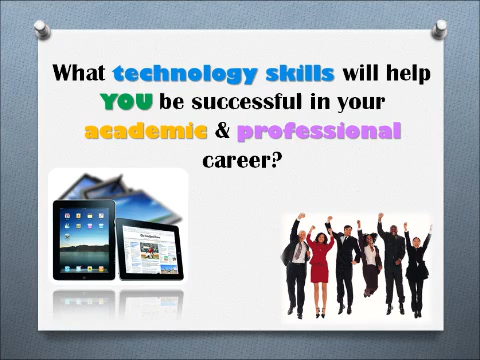 What technology skills will help
YOU be successful in your
academic & professional
career?